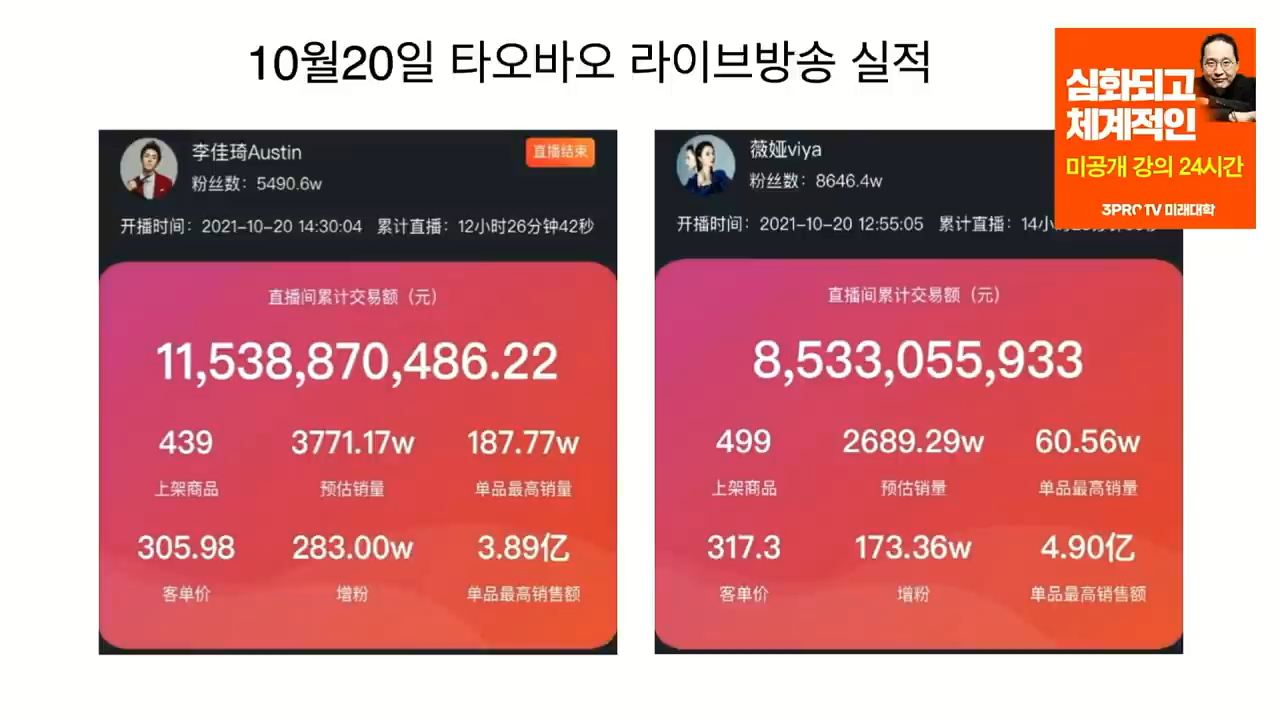 10월20일 타오바오 라이브방송 실적
심화되고
체계적인
미공개 강의 24시간
3PRO TV 미래대학
李佳琦Austin
直播结束
粉丝数：5490.6w
开播时间：2021-10-20 14:30:04 累计直播：12小时26分钟42秒
直播间累计交易额（元）
11,538,870,486.22
439 3771.17w 187.77w
上架商品 预估销量 单品最高销量
305.98 283.00w 3.89亿
客单价 增粉 单品最高销售额
薇娅viya
粉丝数：8646.4w
开播时间：2021-10-20 12:55:05 累计直播：14小
直播间累计交易额（元）
8,533,055,933
499 2689.29w 60.56w
上架商品 预估销量 单品最高销量
317.3 173.36w 4.90亿
客单价 增粉 单品最高销售额